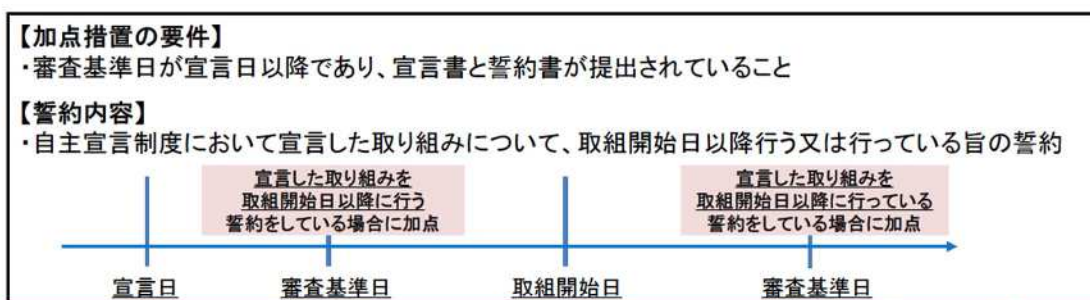 【加点措置の要件】
・審査基準日が宣言日以降であり、宣言書と誓約書が提出されていること
【誓約内容】
・自主宣言制度において宣言した取り組みについて、取組開始日以降行う又は行っている旨の誓約
宣言した取り組みを
取組開始日以降に行う
誓約をしている場合に加点
宣言した取り組みを
取組開始日以降に行っている
誓約をしている場合に加点
宣言日
審査基準日
取組開始日
審査基準日